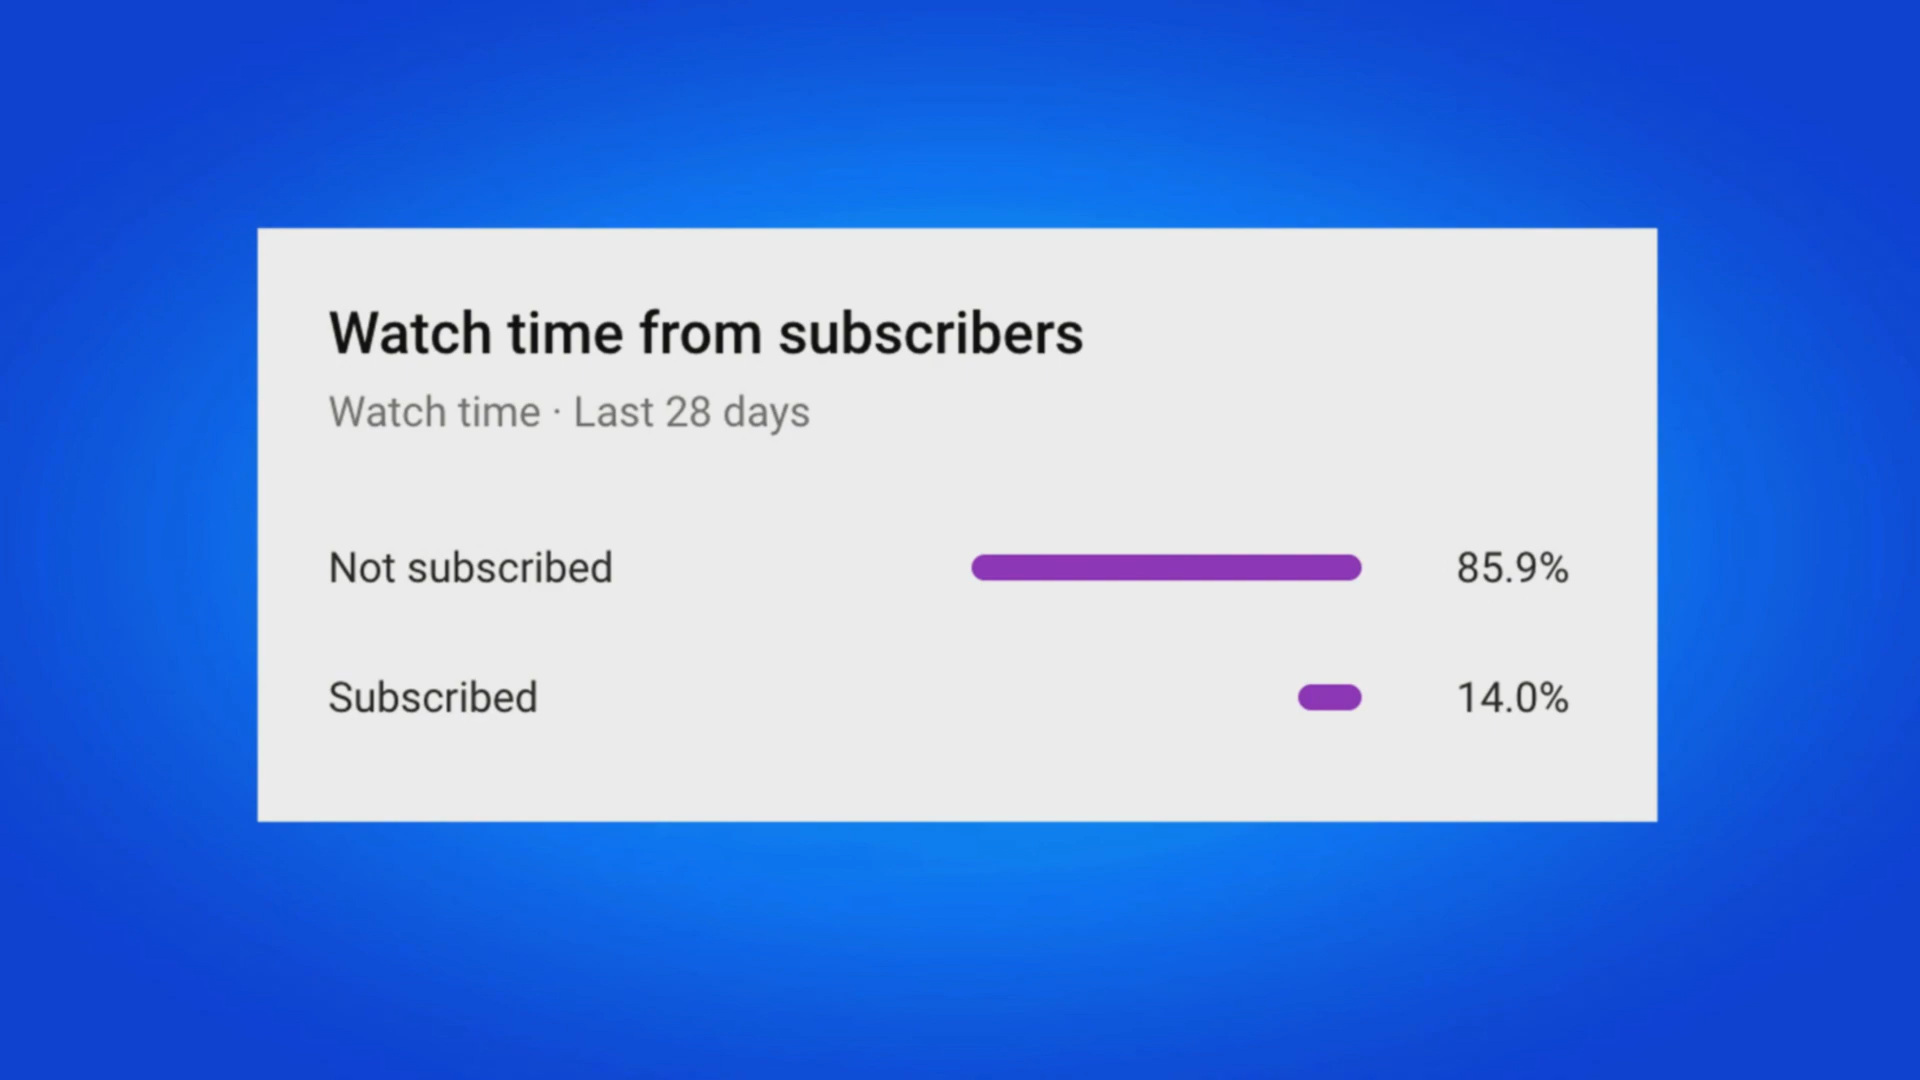 Watch time from subscribers
Watch time · Last 28 days
Not subscribed 85.9%
Subscribed 14.0%